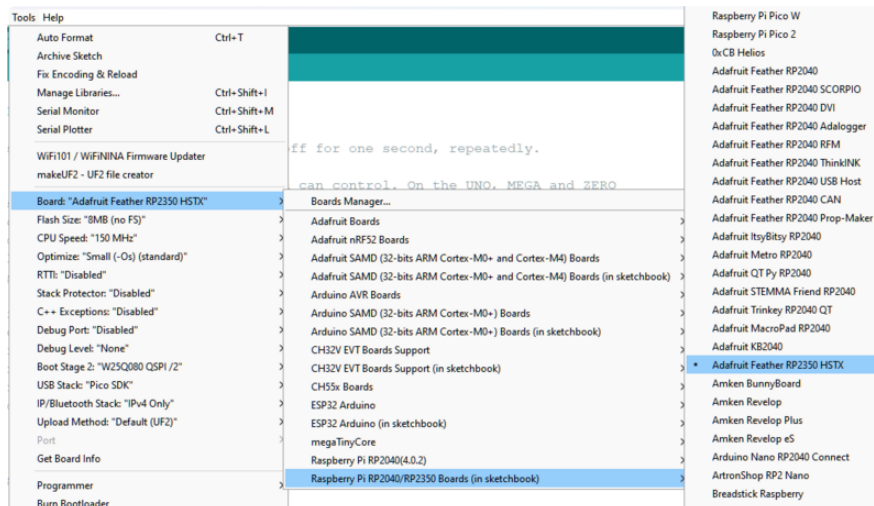 Tools Help
Auto Format Ctrl+T
Archive Sketch
Fix Encoding & Reload
Manage Libraries... Ctrl+Shift+I
Serial Monitor Ctrl+Shift+M
Serial Plotter Ctrl+Shift+L
WiFi101 / WiFiNINA Firmware Updater
makeUF2 - UF2 file creator
Board: "Adafruit Feather RP2350 HSTX"
Flash Size: "8MB (no FS)"
CPU Speed: "150 MHz"
Optimize: "Small (-Os) (standard)"
RTTI: "Disabled"
Stack Protector: "Disabled"
C++ Exceptions: "Disabled"
Debug Port: "Disabled"
Debug Level: "None"
Boot Stage 2: "W25Q080 QSPI /2"
USB Stack: "Pico SDK"
IP/Bluetooth Stack: "IPv4 Only"
Upload Method: "Default (UF2)"
Port
Get Board Info
Programmer
Burn Bootloader
ff for one second, repeatedly.
can control. On the UNO, MEGA and ZERO
Boards Manager...
Adafruit Boards
Adafruit nRF52 Boards
Adafruit SAMD (32-bits ARM Cortex-M0+ and Cortex-M4) Boards
Adafruit SAMD (32-bits ARM Cortex-M0+ and Cortex-M4) Boards (in sketchbook)
Arduino AVR Boards
Arduino SAMD (32-bits ARM Cortex-M0+) Boards
Arduino SAMD (32-bits ARM Cortex-M0+) Boards (in sketchbook)
CH32V EVT Boards Support
CH32V EVT Boards Support (in sketchbook)
CH55x Boards
ESP32 Arduino
ESP32 Arduino (in sketchbook)
megaTinyCore
Raspberry Pi RP2040(4.0.2)
Raspberry Pi RP2040/RP2350 Boards (in sketchbook)
Raspberry Pi Pico W
Raspberry Pi Pico 2
0xCB Helios
Adafruit Feather RP2040
Adafruit Feather RP2040 SCORPIO
Adafruit Feather RP2040 DVI
Adafruit Feather RP2040 Adalogger
Adafruit Feather RP2040 RFM
Adafruit Feather RP2040 ThinkINK
Adafruit Feather RP2040 USB Host
Adafruit Feather RP2040 CAN
Adafruit Feather RP2040 Prop-Maker
Adafruit ItsyBitsy RP2040
Adafruit Metro RP2040
Adafruit QT Py RP2040
Adafruit STEMMA Friend RP2040
Adafruit Trinkey RP2040 QT
Adafruit MacroPad RP2040
Adafruit KB2040
Adafruit Feather RP2350 HSTX
Amken BunnyBoard
Amken Revelop
Amken Revelop Plus
Amken Revelop eS
Arduino Nano RP2040 Connect
ArtronShop RP2 Nano
Breadstick Raspberry